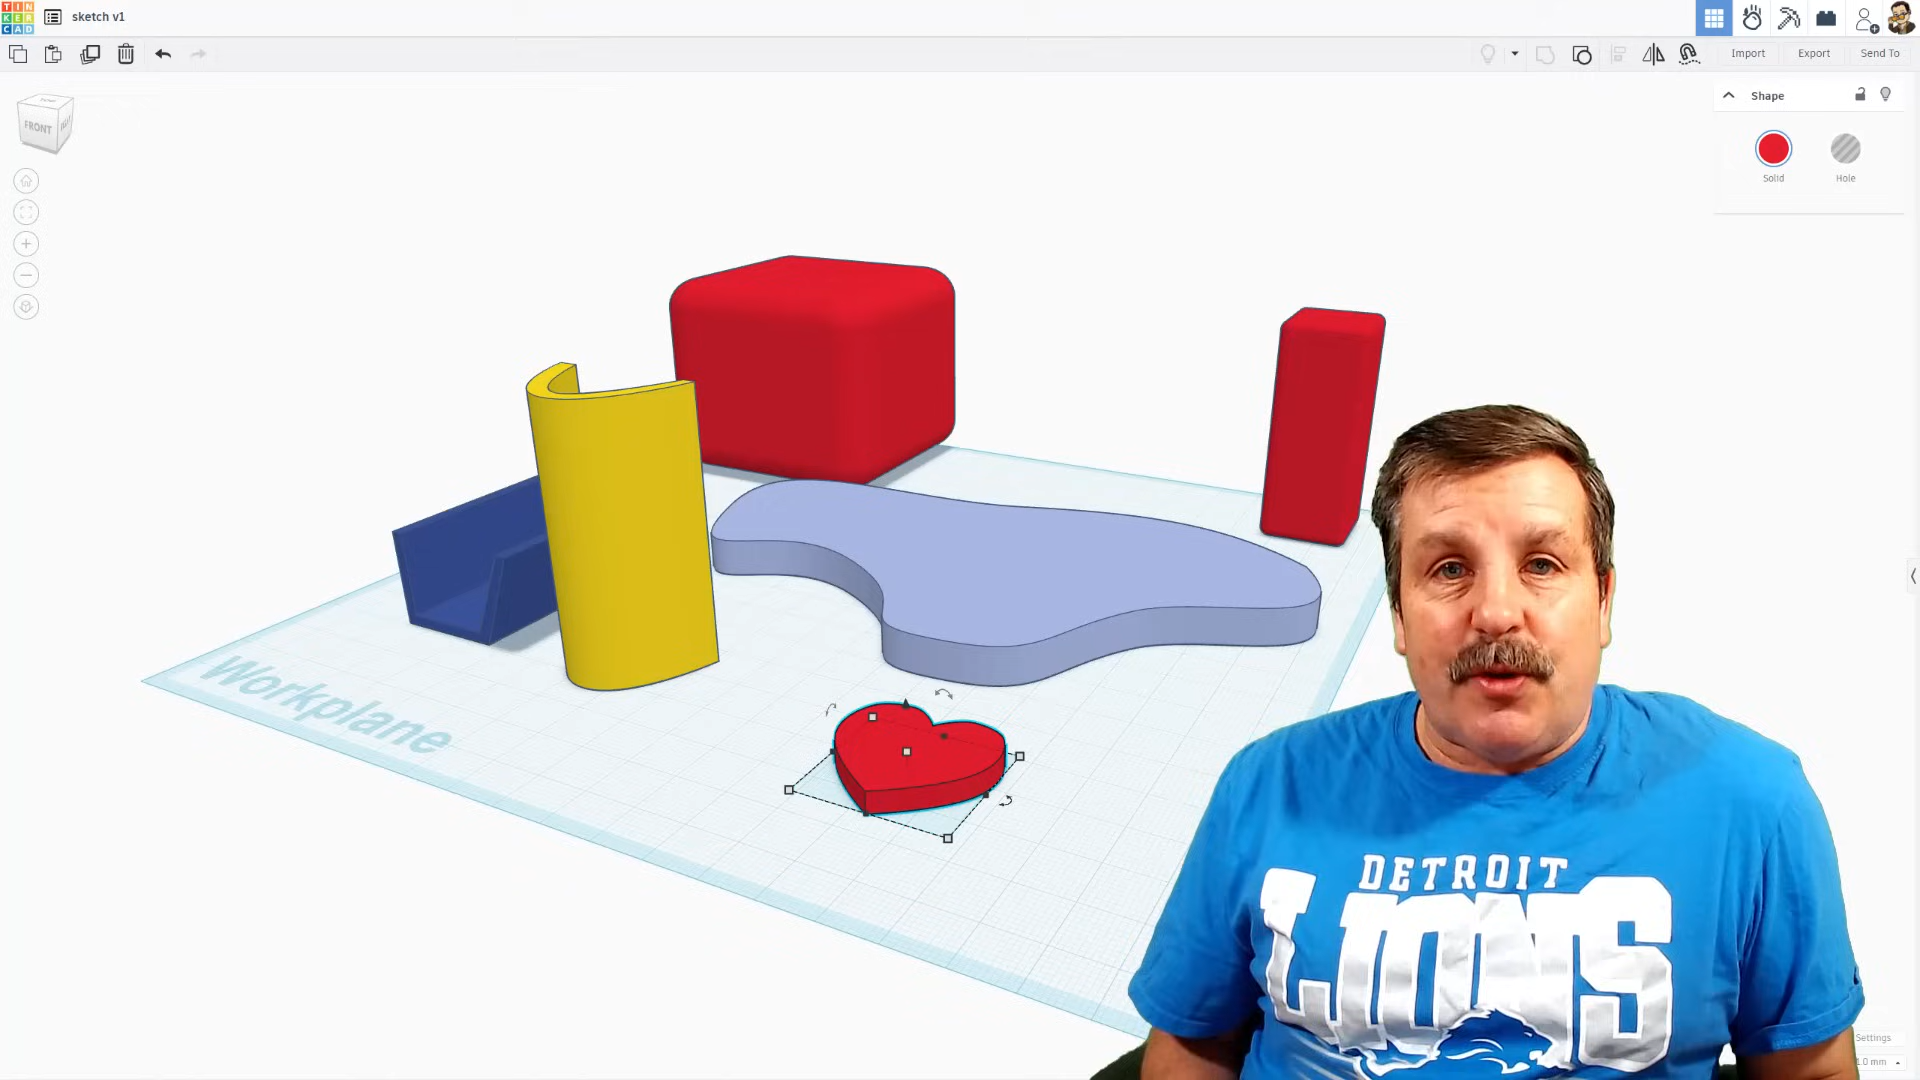 TIN
KER
CAD
sketch v1
Import
Export
Send To
Shape
Solid
Hole
FRONT
Workplane
DETROIT
LIONS
Settings